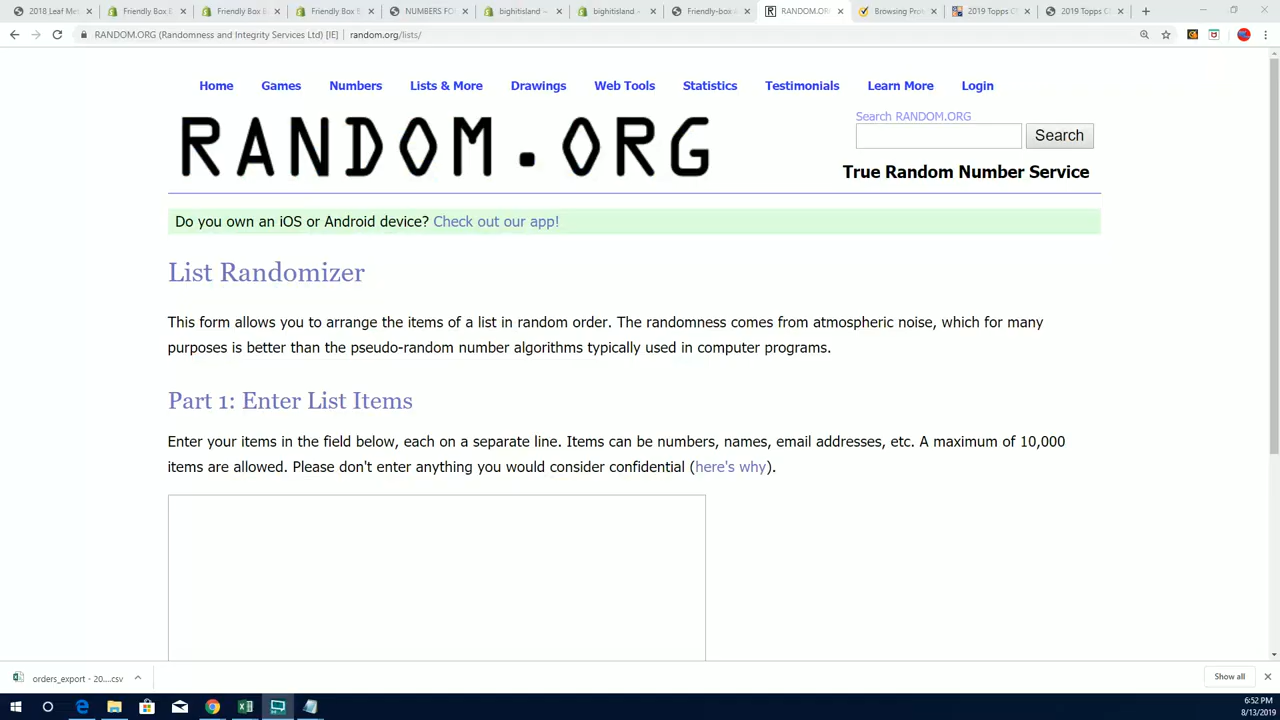 2018 Leaf Me
Friendly Box B
Friendly Box B
Friendly Box B
NUMBERS FO
bighitisland –
bighitisland.
Friendly-box
RANDOM.OR
Browsing Prot
2019 Topps C
2019 Topps C
RANDOM.ORG (Randomness and Integrity Services Ltd) [IE] | random.org/lists/
Home Games Numbers Lists & More Drawings Web Tools Statistics Testimonials Learn More Login
RANDOM.ORG
Search RANDOM.ORG
Search
True Random Number Service
Do you own an iOS or Android device? Check out our app!
List Randomizer
This form allows you to arrange the items of a list in random order. The randomness comes from atmospheric noise, which for many
purposes is better than the pseudo-random number algorithms typically used in computer programs.
Part 1: Enter List Items
Enter your items in the field below, each on a separate line. Items can be numbers, names, email addresses, etc. A maximum of 10,000
items are allowed. Please don't enter anything you would consider confidential (here's why).
orders_export - 20....csv
Show all
6:52 PM
8/13/2019